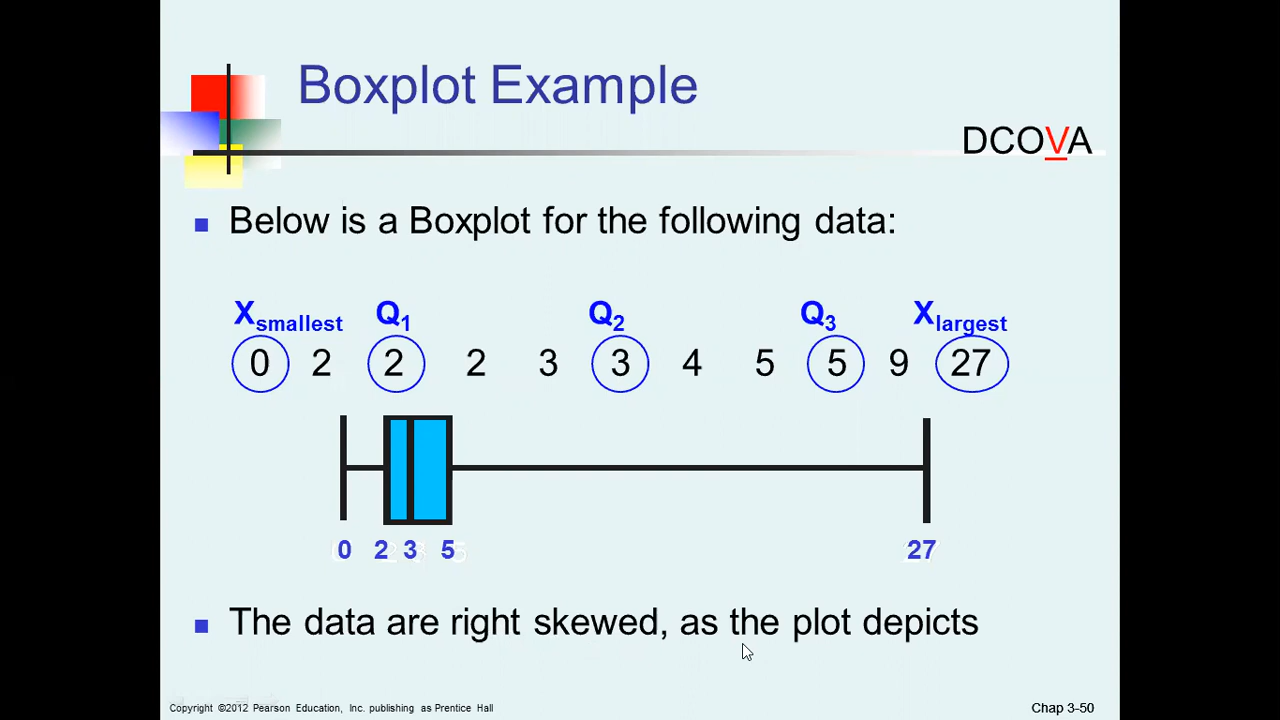 Boxplot Example
DCOVA
Below is a Boxplot for the following data:
Xsmallest Q1 Q2 Q3 Xlargest
0 2 2 2 3 3 4 5 5 9 27
0 2 3 5 27
The data are right skewed, as the plot depicts
Copyright ©2012 Pearson Education, Inc. publishing as Prentice Hall
Chap 3-50